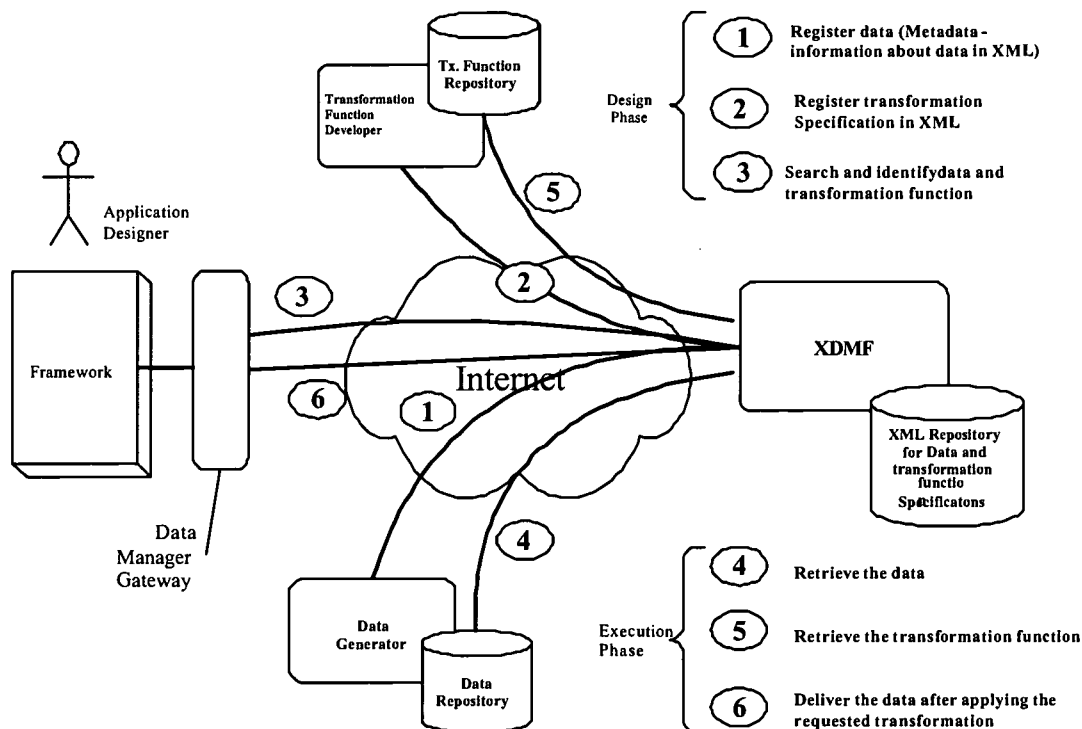 Tx. Function
Repository
Transformation
Function
Developer
Design
Phase
1
Register data (Metadata -
information about data in XML)
2
Register transformation
Specification in XML
3
Search and identifydata and
transformation function
Application
Designer
5
2
3
Framework
Internet
6
1
XDMF
XML Repository
for Data and
transformation
functio
Specificatons
Data
Manager
Gateway
4
Data
Generator
Data
Repository
Execution
Phase
4
Retrieve the data
5
Retrieve the transformation function
6
Deliver the data after applying the
requested transformation